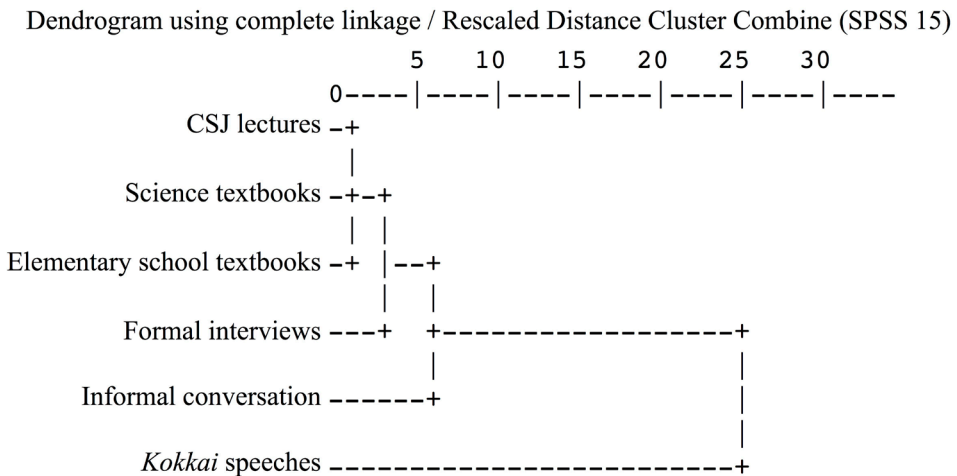 Dendrogram using complete linkage / Rescaled Distance Cluster Combine (SPSS 15)
5 10 15 20 25 30
0----|----|----|----|----|----|----
CSJ lectures -+
|
Science textbooks -+-+
| |
Elementary school textbooks -+ |--+
| |
Formal interviews ---+ +------------------+
| |
Informal conversation ------+ |
|
Kokkai speeches -------------------------+